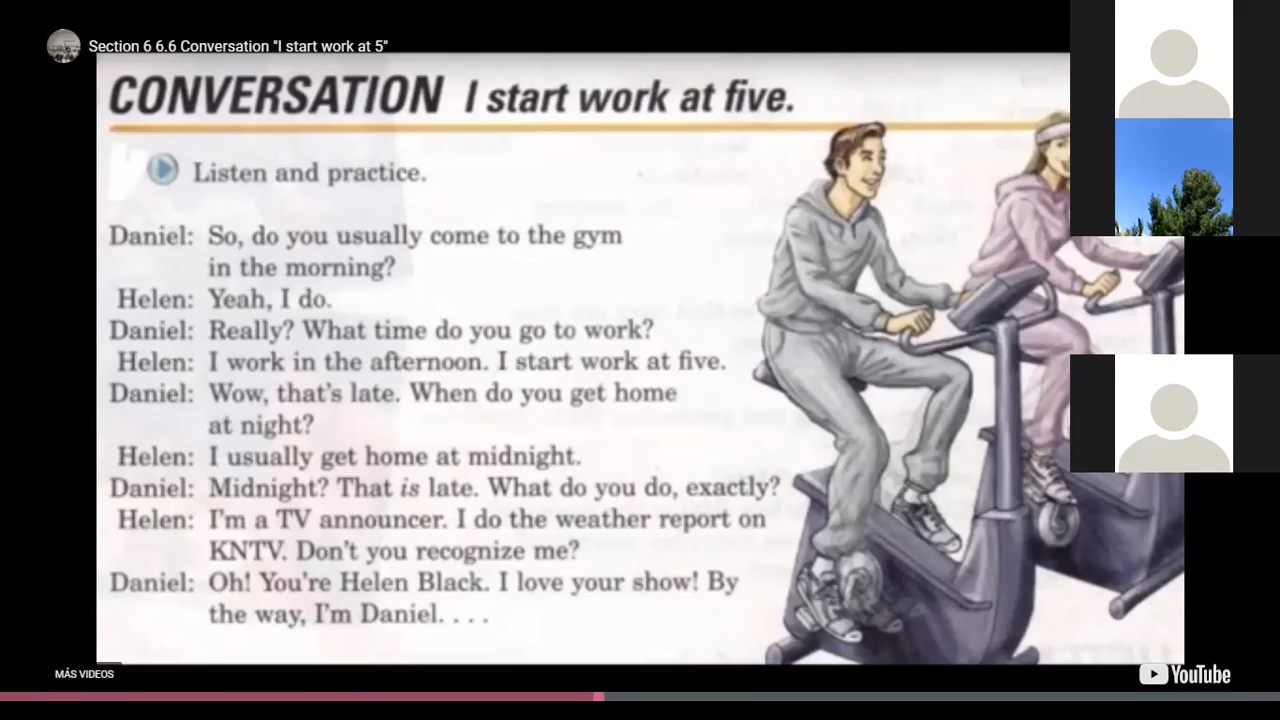 Section 6 6.6 Conversation "I start work at 5"
CONVERSATION I start work at five.
Listen and practice.
Daniel: So, do you usually come to the gym
in the morning?
Helen: Yeah, I do.
Daniel: Really? What time do you go to work?
Helen: I work in the afternoon. I start work at five.
Daniel: Wow, that's late. When do you get home
at night?
Helen: I usually get home at midnight.
Daniel: Midnight? That is late. What do you do, exactly?
Helen: I'm a TV announcer. I do the weather report on
KNTV. Don't you recognize me?
Daniel: Oh! You're Helen Black. I love your show! By
the way, I'm Daniel. . . .
MÁS VIDEOS
YouTube